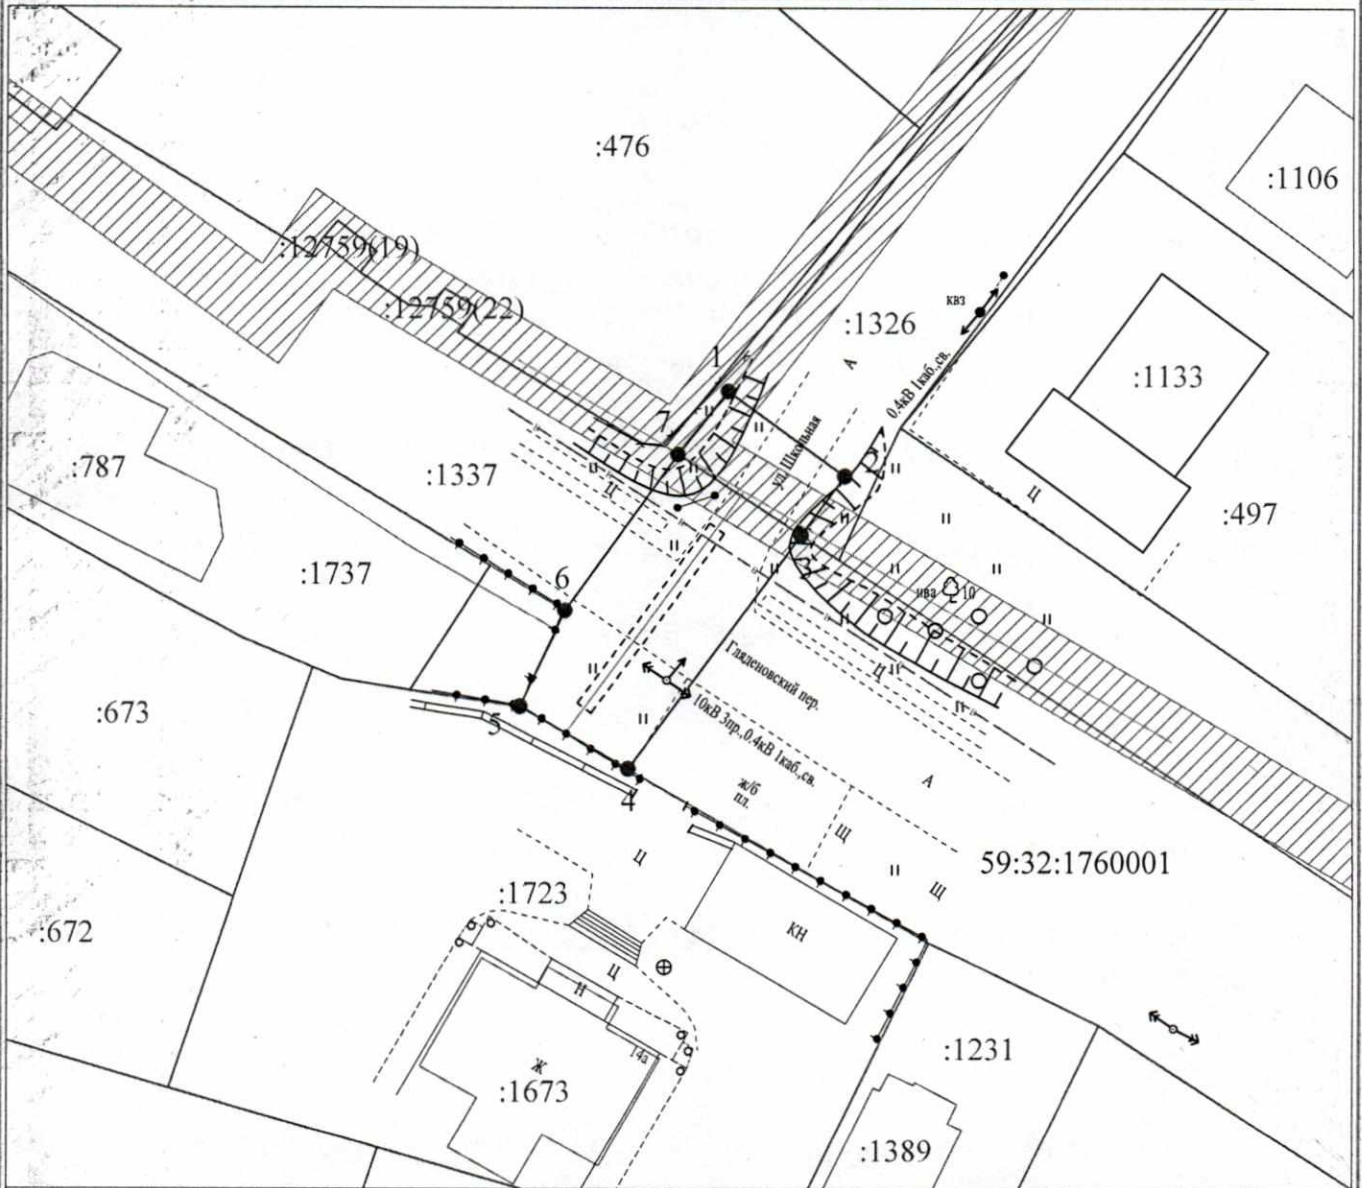 :476
:1106
:12759(19)
:12759(22)
КВЗ
:1326
А
0.4кВ 1каб.,св.
:1133
1
2
7
ул. Школьная
:787
:1337
Ц
Ц
:497
3
:1737
6
ива
10
Ц
Гляденовский пер.
:673
5
10кВ 3пр.,0.4кВ 1каб.,св.
А
ж/б
пл.
4
Щ
Ц
59:32:1760001
Щ
:1723
:672
КН
Ц
Н
14а
Ж
:1673
:1231
:1389